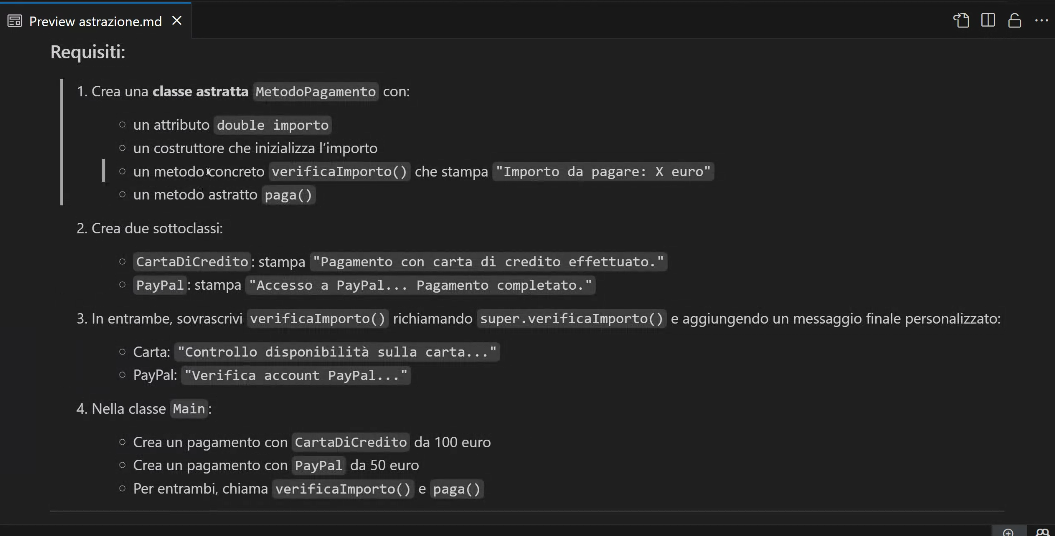 Preview astrazione.md
Requisiti:
1. Crea una classe astratta MetodoPagamento con:
un attributo double importo
un costruttore che inizializza l'importo
un metodo concreto verificaImporto() che stampa "Importo da pagare: X euro"
un metodo astratto paga()
2. Crea due sottoclassi:
CartaDiCredito: stampa "Pagamento con carta di credito effettuato."
PayPal: stampa "Accesso a PayPal... Pagamento completato."
3. In entrambe, sovrascrivi verificaImporto() richiamando super.verificaImporto() e aggiungendo un messaggio finale personalizzato:
Carta: "Controllo disponibilità sulla carta..."
PayPal: "Verifica account PayPal..."
4. Nella classe Main:
Crea un pagamento con CartaDiCredito da 100 euro
Crea un pagamento con PayPal da 50 euro
Per entrambi, chiama verificaImporto() e paga()